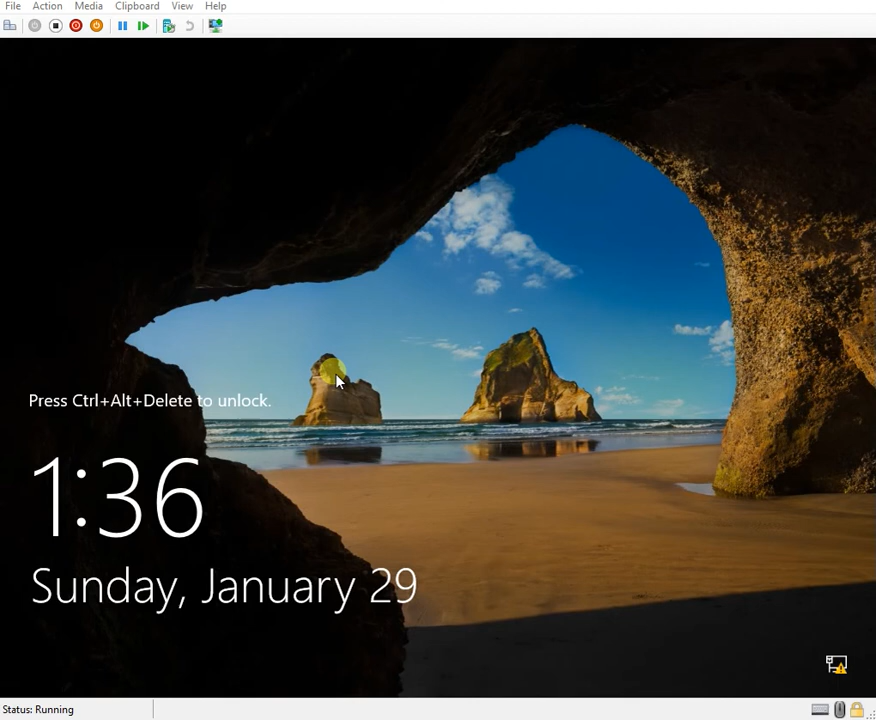 File Action Media Clipboard View Help
Press Ctrl+Alt+Delete to unlock.
1:36
Sunday, January 29
Status: Running